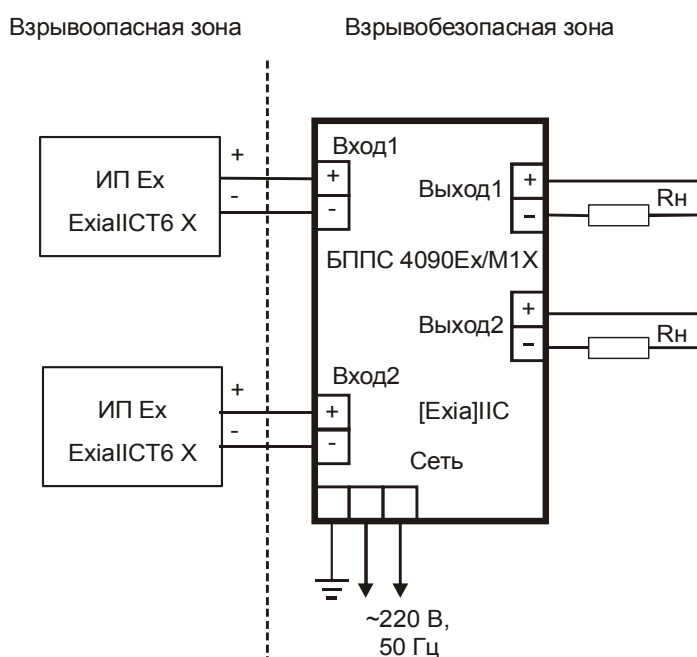 Взрывоопасная зона
Взрывобезопасная зона
ИП Ex
ExiaIICT6 X
+
-
Вход1
+
-
Выход1
+
–
Rн
БППС 4090Ex/M1X
Выход2
+
–
Rн
ИП Ex
ExiaIICT6 X
+
-
Вход2
+
-
[Exia]IIC
Сеть
~220 В,
50 Гц